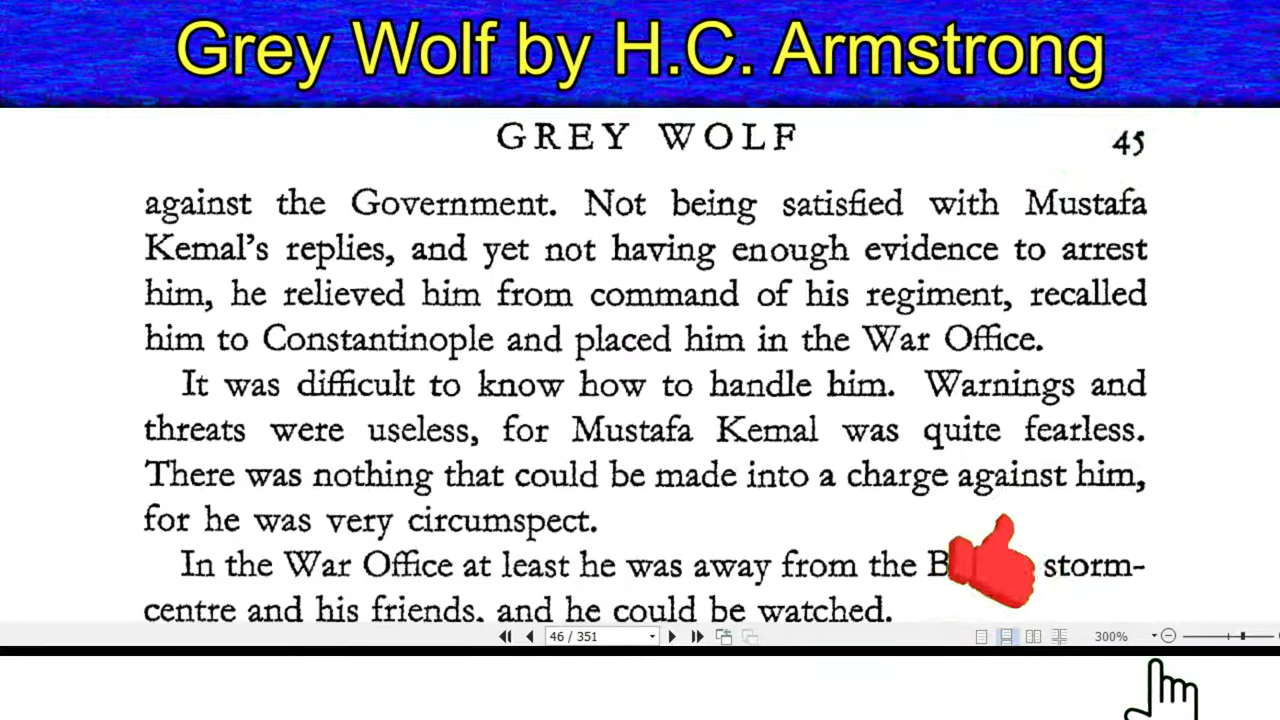 Grey Wolf by H.C. Armstrong
GREY WOLF 45
against the Government. Not being satisfied with Mustafa
Kemal's replies, and yet not having enough evidence to arrest
him, he relieved him from command of his regiment, recalled
him to Constantinople and placed him in the War Office.
It was difficult to know how to handle him. Warnings and
threats were useless, for Mustafa Kemal was quite fearless.
There was nothing that could be made into a charge against him,
for he was very circumspect.
In the War Office at least he was away from the storm-
centre and his friends, and he could be watched.
46 / 351 300%